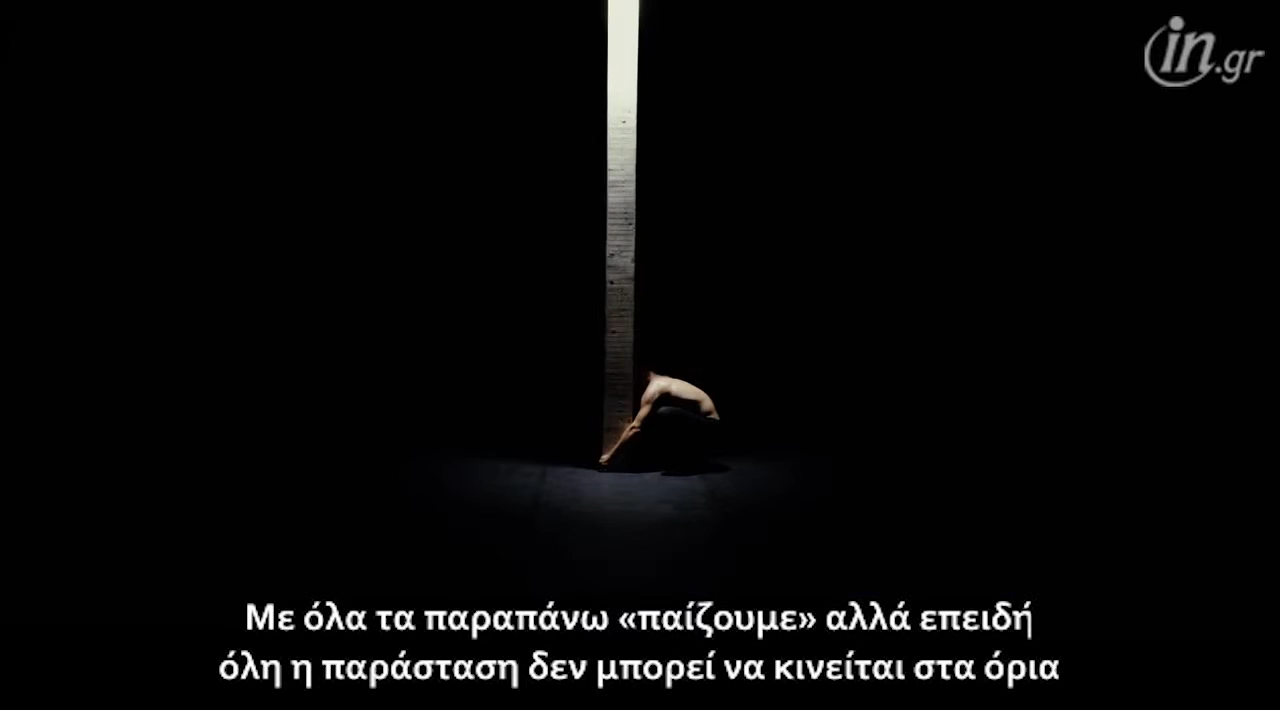 in.gr
Με όλα τα παραπάνω «παίζουμε» αλλά επειδή
όλη η παράσταση δεν μπορεί να κινείται στα όρια